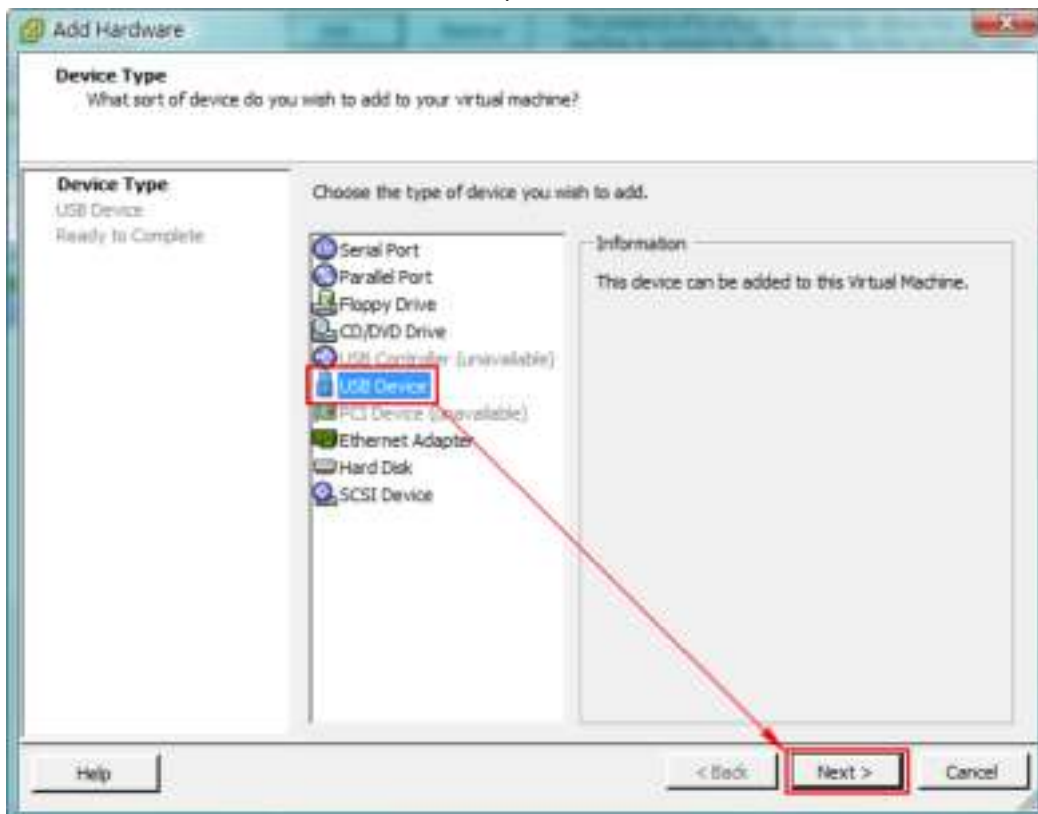 Add Hardware
Device Type
What sort of device do you wish to add to your virtual machine?
Device Type
USB Device
Ready to Complete
Choose the type of device you wish to add.
Serial Port
Parallel Port
Floppy Drive
CD/DVD Drive
USB Controller (unavailable)
USB Device
PCI Device (unavailable)
Ethernet Adapter
Hard Disk
SCSI Device
Information
This device can be added to this Virtual Machine.
Help
< Back
Next >
Cancel